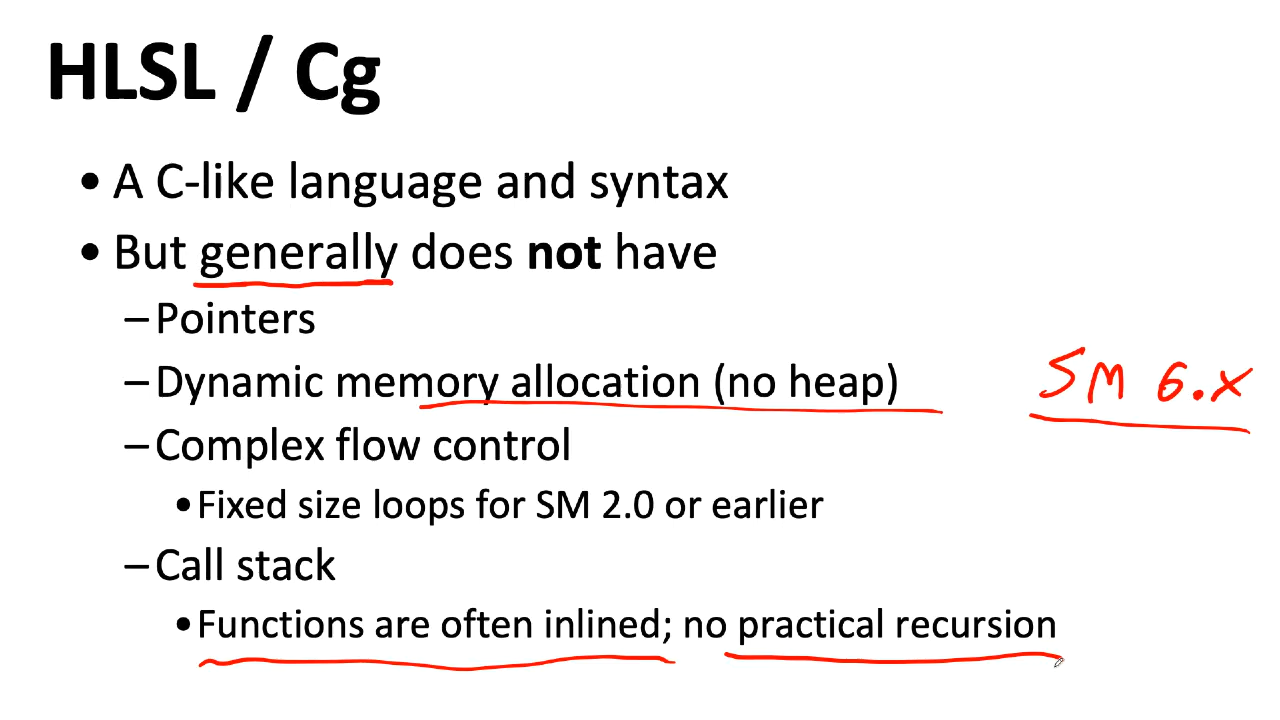 HLSL / Cg
• A C-like language and syntax
• But generally does not have
–Pointers
–Dynamic memory allocation (no heap)
SM 6.x
–Complex flow control
•Fixed size loops for SM 2.0 or earlier
–Call stack
•Functions are often inlined; no practical recursion